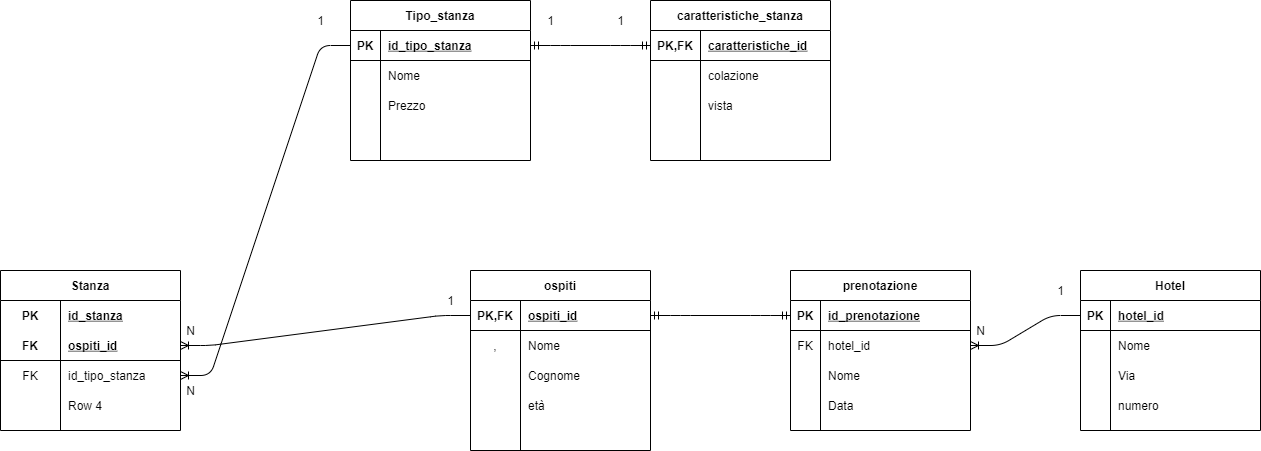 1
Tipo_stanza
PK id_tipo_stanza
Nome
Prezzo
1 1
caratteristiche_stanza
PK,FK caratteristiche_id
colazione
vista
Stanza
PK id_stanza
FK ospiti_id
FK id_tipo_stanza
Row 4
N
N
1
ospiti
PK,FK ospiti_id
, Nome
Cognome
età
prenotazione
PK id_prenotazione
FK hotel_id
Nome
Data
N
1
Hotel
PK hotel_id
Nome
Via
numero